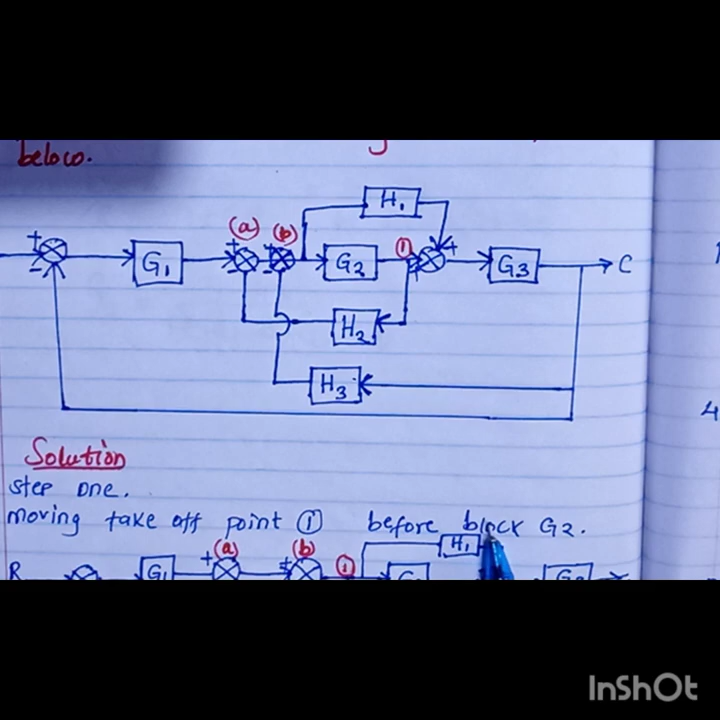 below.
H1
(a) (b) 1
+ + + +
- - - G1 G2 G3 C
H2
H3
4
Solution
step one.
moving take off point ① before block G2.
(a) (b) H1
R G1 + + ①
InShOt